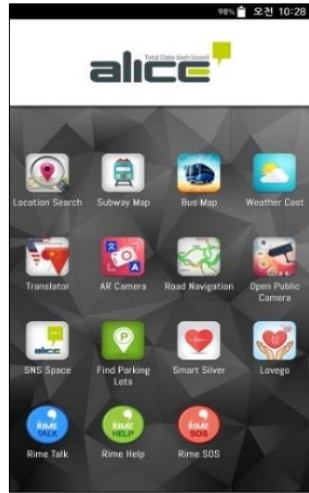 98% 오전 10:28
Total Data dash board
alice
Location Search Subway Map Bus Map Weather Cast
Translator AR Camera Road Navigation Open Public
Camera
alice
SNS Space Find Parking Smart Silver Lovego
Lots
RIME TALK RIME HELP RIME SOS
Rime Talk Rime Help Rime SOS